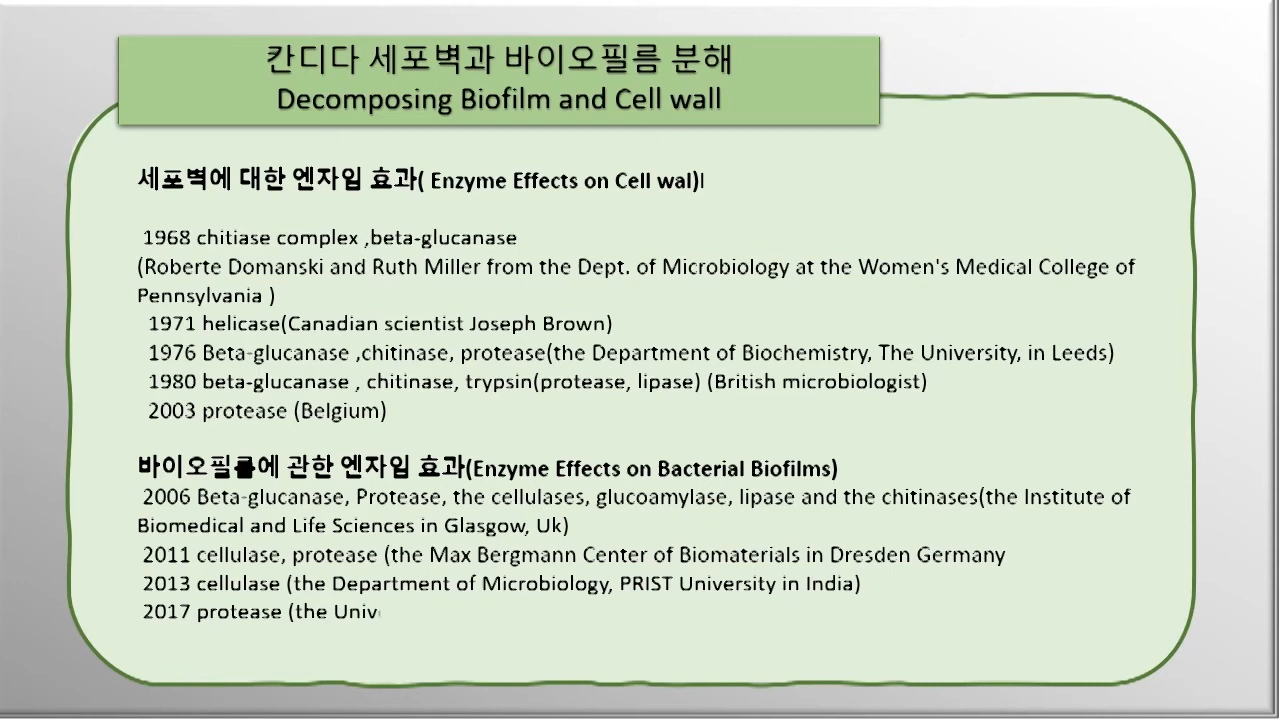 칸디다 세포벽과 바이오필름 분해
Decomposing Biofilm and Cell wall
세포벽에 대한 엔자임 효과( Enzyme Effects on Cell wal)l
1968 chitiase complex ,beta-glucanase
(Roberte Domanski and Ruth Miller from the Dept. of Microbiology at the Women's Medical College of
Pennsylvania )
1971 helicase(Canadian scientist Joseph Brown)
1976 Beta-glucanase ,chitinase, protease(the Department of Biochemistry, The University, in Leeds)
1980 beta-glucanase , chitinase, trypsin(protease, lipase) (British microbiologist)
2003 protease (Belgium)
바이오필름에 관한 엔자임 효과(Enzyme Effects on Bacterial Biofilms)
2006 Beta-glucanase, Protease, the cellulases, glucoamylase, lipase and the chitinases(the Institute of
Biomedical and Life Sciences in Glasgow, Uk)
2011 cellulase, protease (the Max Bergmann Center of Biomaterials in Dresden Germany
2013 cellulase (the Department of Microbiology, PRIST University in India)
2017 protease (the Univ